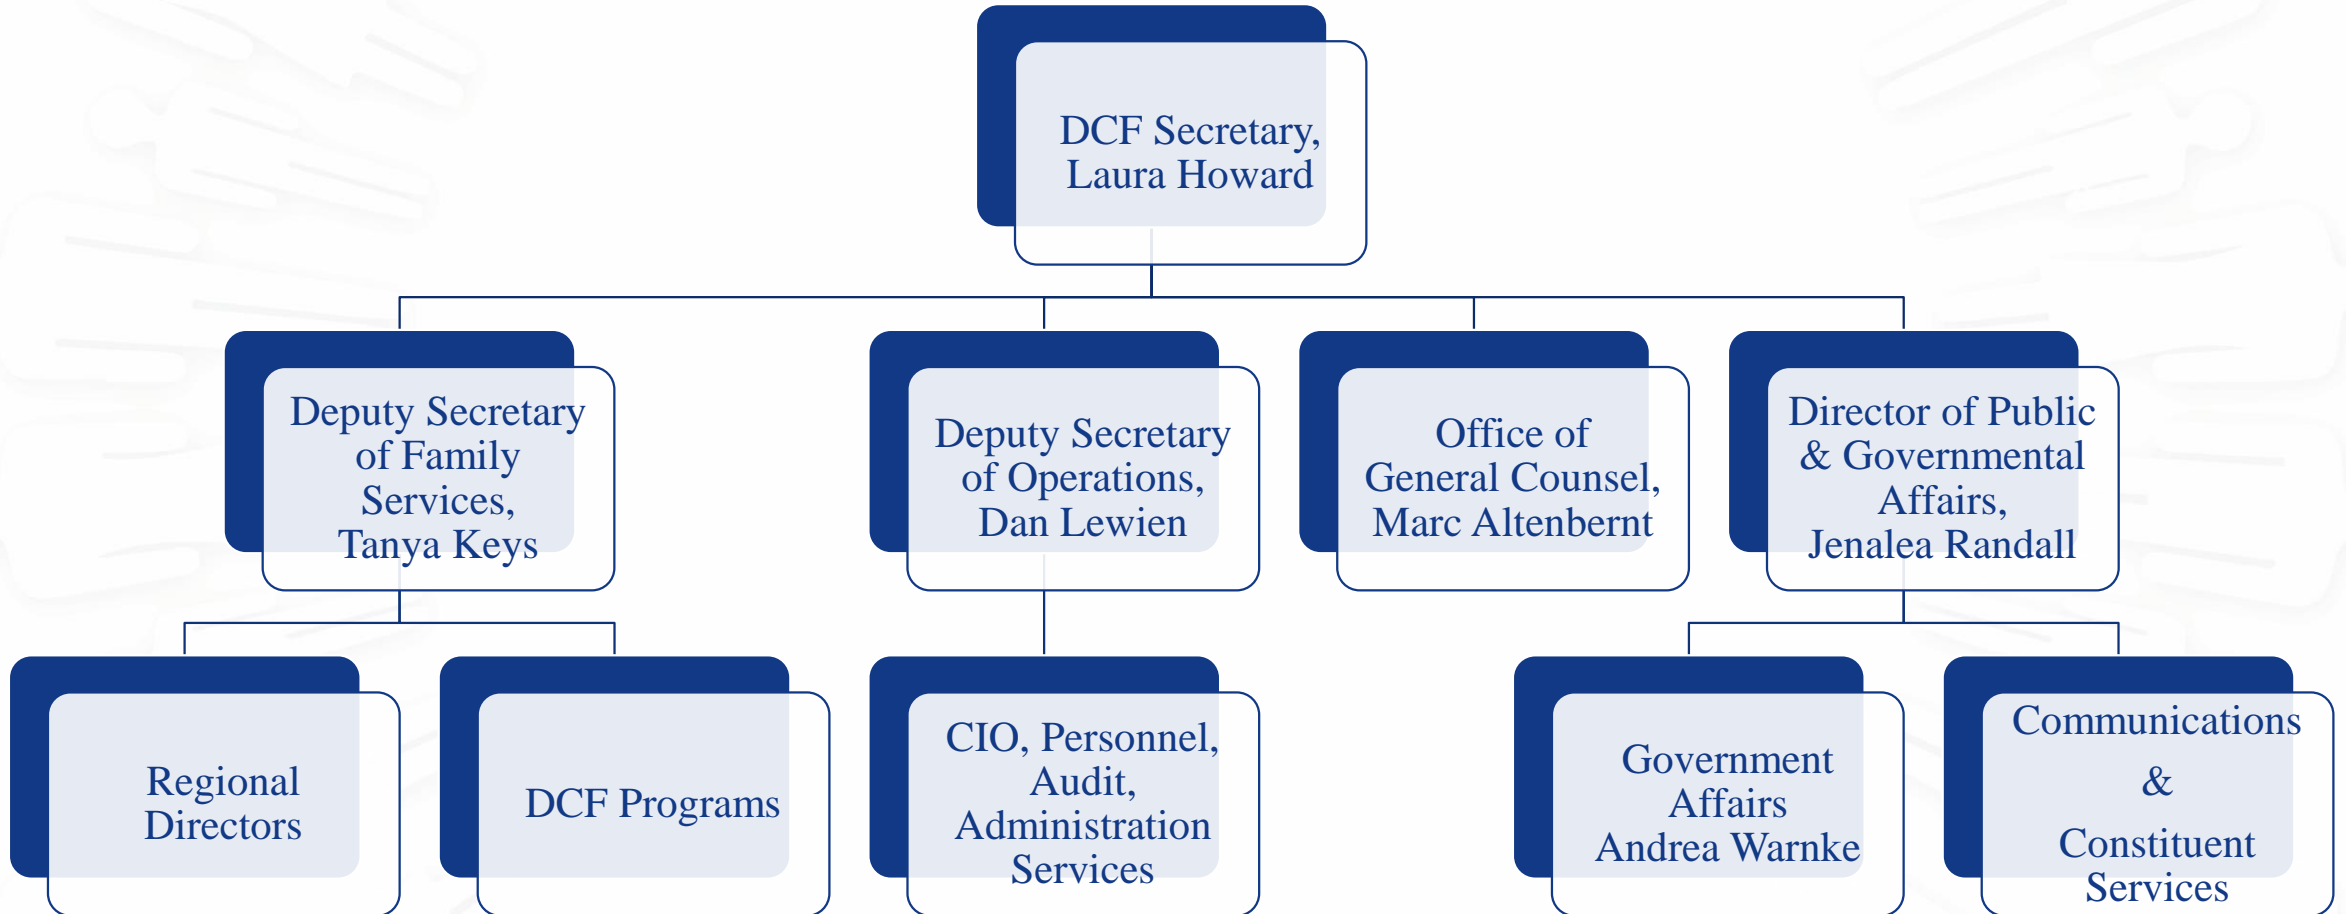 DCF Secretary,
Laura Howard
Deputy Secretary
of Family
Services,
Tanya Keys
Deputy Secretary
of Operations,
Dan Lewien
Office of
General Counsel,
Marc Altenbernt
Director of Public
& Governmental
Affairs,
Jenalea Randall
Regional
Directors
DCF Programs
CIO, Personnel,
Audit,
Administration
Services
Government
Affairs
Andrea Warnke
Communications
&
Constituent
Services